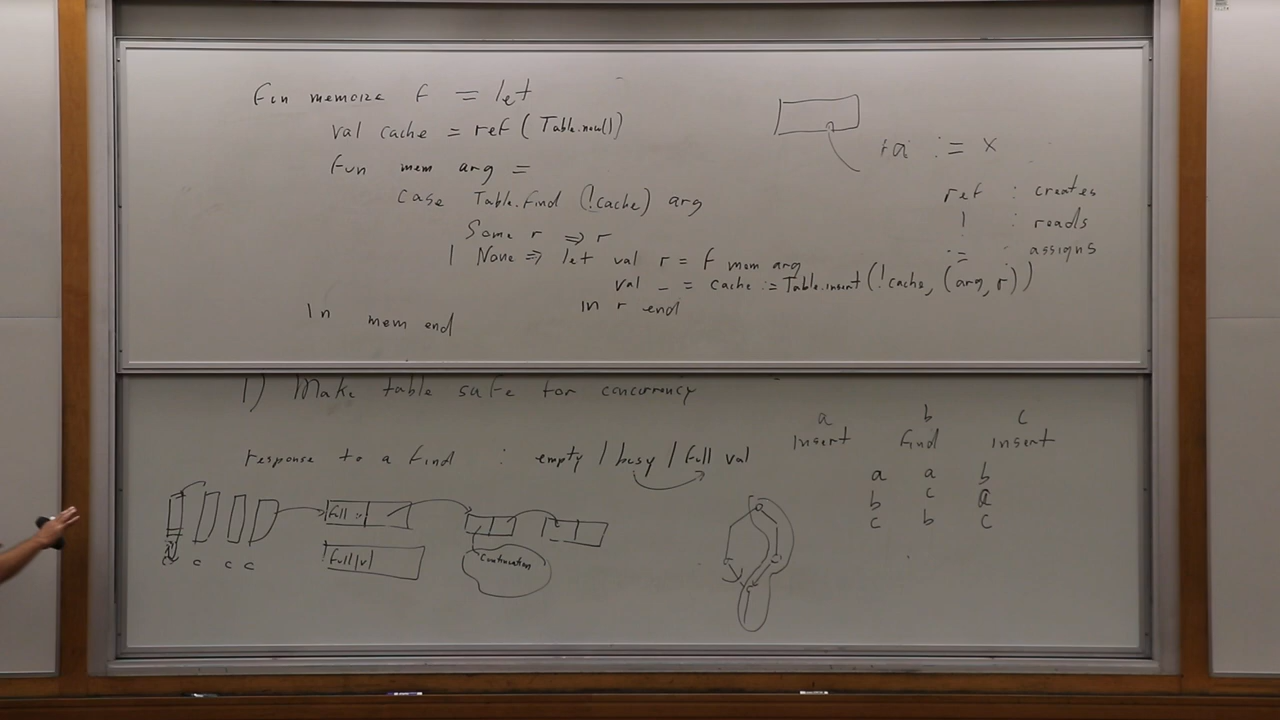 Fun memoize f = let
val cache = ref ( Table.new())
Fun mem arg =
case Table.find (!cache) arg
Some r => r
| None => let val r = f mem arg
val _ = cache := Table.insert (!cache, (arg, r))
in r end
In mem end
ra := x
ref : creates
! : reads
:= : assigns
1) Make table safe for concurrency
response to a find : empty / busy / full val
full
full/v
c c c c
continuation
a b c
insert find insert
a a b
b c a
c b c